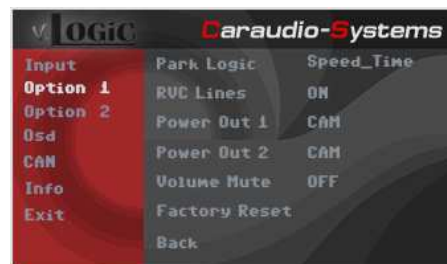 v.LOGiC
Caraudio-Systems
Input
Option 1
Option 2
Osd
CAN
Info
Exit
Park Logic Speed_Time
RVC Lines ON
Power Out 1 CAM
Power Out 2 CAM
Volume Mute OFF
Factory Reset
Back